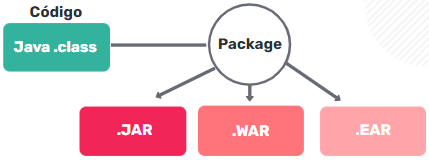 Código
Java .class
Package
.JAR
.WAR
.EAR